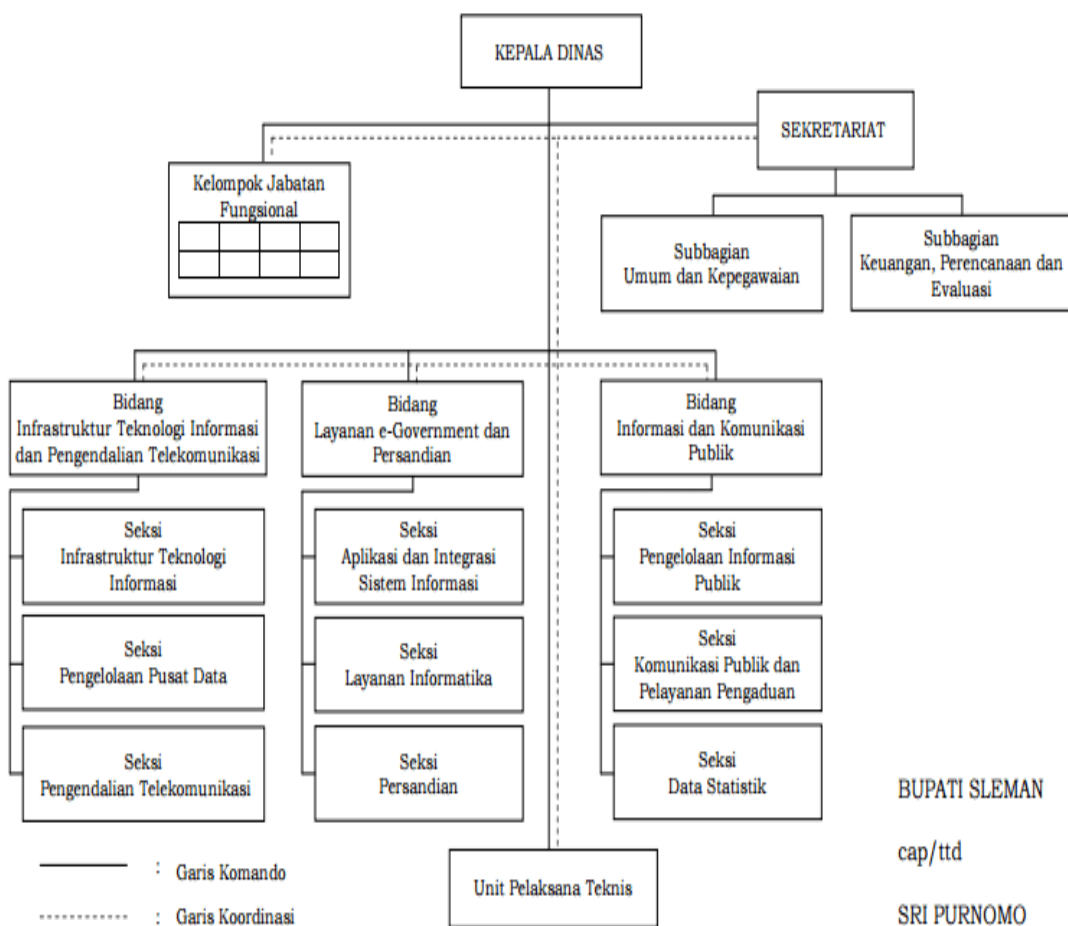 KEPALA DINAS
SEKRETARIAT
Kelompok Jabatan
Fungsional
Subbagian
Umum dan Kepegawaian
Subbagian
Keuangan, Perencanaan dan
Evaluasi
Bidang
Infrastruktur Teknologi Informasi
dan Pengendalian Telekomunikasi
Bidang
Layanan e-Government dan
Persandian
Bidang
Informasi dan Komunikasi
Publik
Seksi
Infrastruktur Teknologi
Informasi
Seksi
Aplikasi dan Integrasi
Sistem Informasi
Seksi
Pengelolaan Informasi
Publik
Seksi
Pengelolaan Pusat Data
Seksi
Layanan Informatika
Seksi
Komunikasi Publik dan
Pelayanan Pengaduan
Seksi
Pengendalian Telekomunikasi
Seksi
Persandian
Seksi
Data Statistik
Unit Pelaksana Teknis
: Garis Komando
: Garis Koordinasi
BUPATI SLEMAN
cap/ttd
SRI PURNOMO